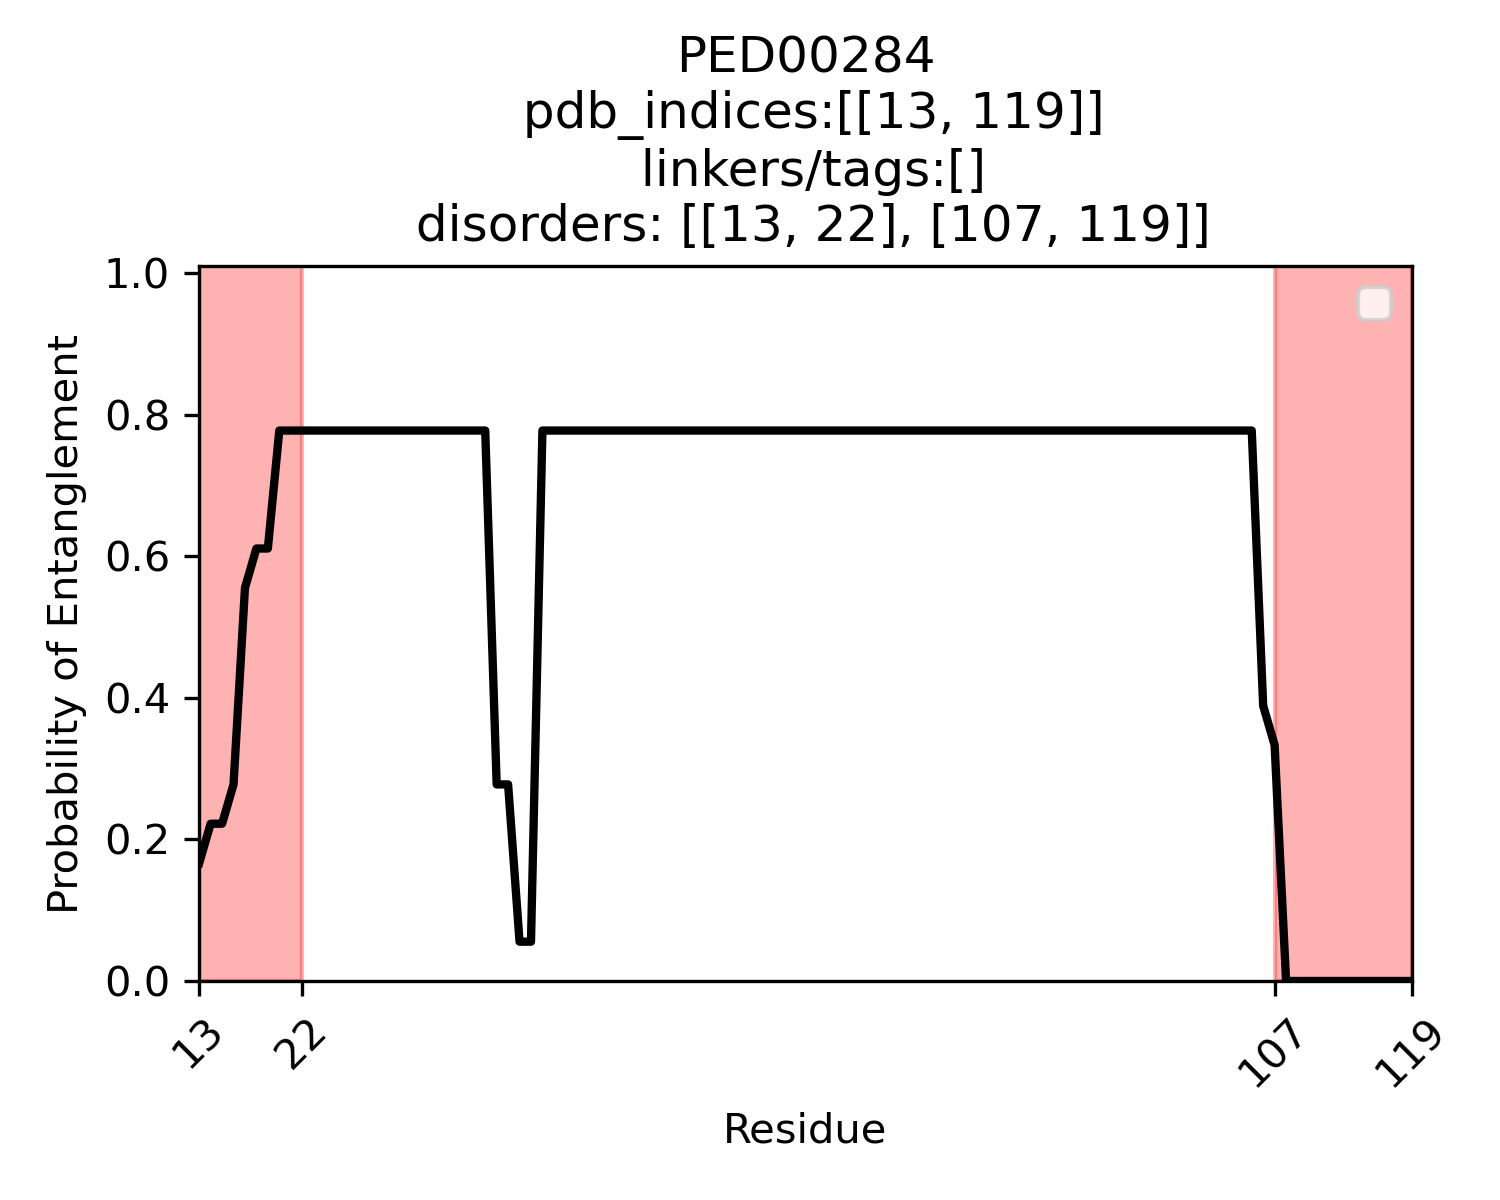 PED00284
pdb_indices:[[13, 119]]
linkers/tags:[]
disorders: [[13, 22], [107, 119]]
1.0
0.8
0.6
0.4
0.2
0.0
Probability of Entanglement
13
22
107
119
Residue